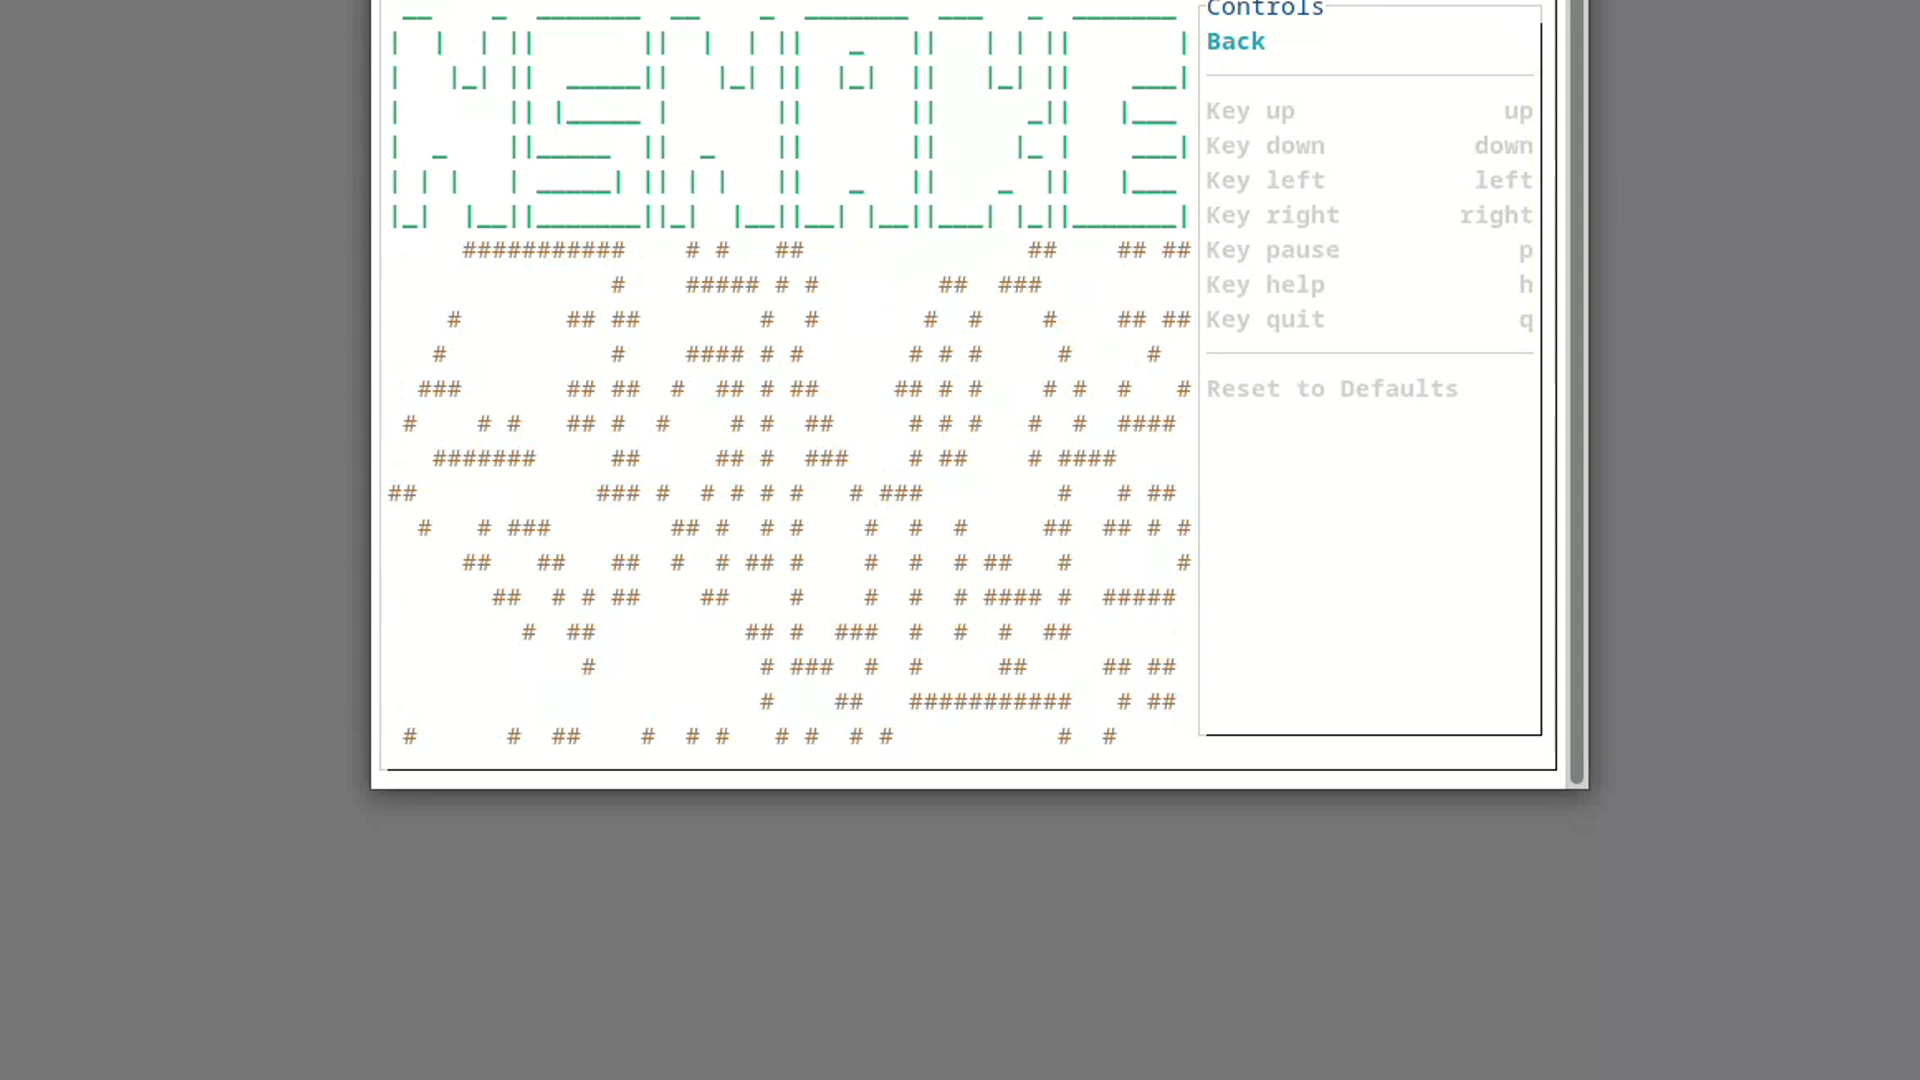 Controls
Back
Key up up
Key down down
Key left left
Key right right
Key pause p
Key help h
Key quit q
Reset to Defaults
NSNAKE